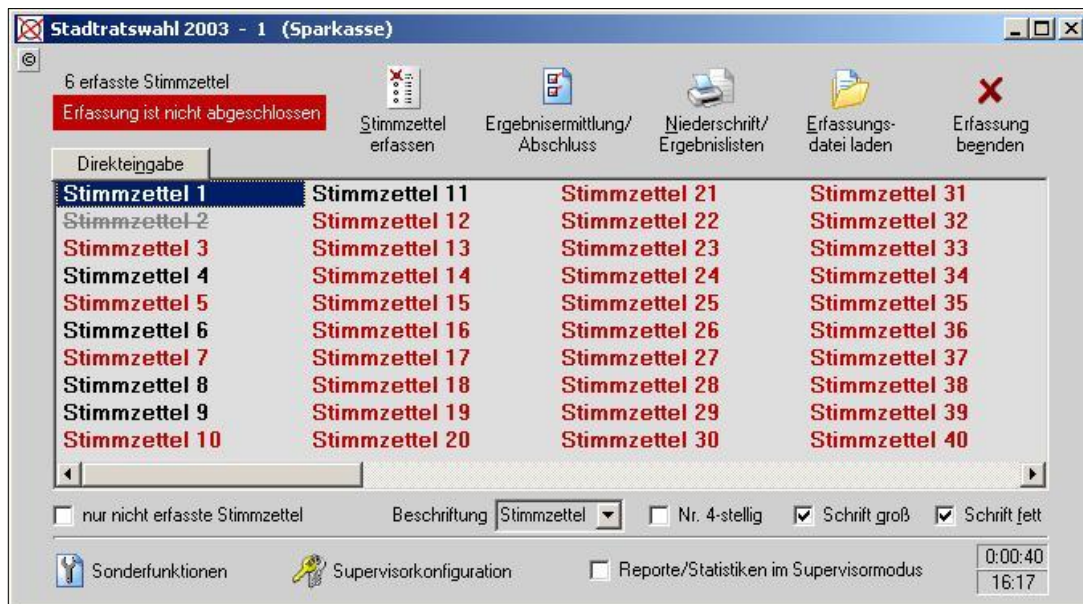 Stadtratswahl 2003 - 1 (Sparkasse)
©
6 erfasste Stimmzettel
Erfassung ist nicht abgeschlossen
Stimmzettel erfassen
Ergebnisermittlung/ Abschluss
Niederschrift/ Ergebnislisten
Erfassungs- datei laden
Erfassung beenden
Direkteingabe
Stimmzettel 1 Stimmzettel 11 Stimmzettel 21 Stimmzettel 31
Stimmzettel 2 Stimmzettel 12 Stimmzettel 22 Stimmzettel 32
Stimmzettel 3 Stimmzettel 13 Stimmzettel 23 Stimmzettel 33
Stimmzettel 4 Stimmzettel 14 Stimmzettel 24 Stimmzettel 34
Stimmzettel 5 Stimmzettel 15 Stimmzettel 25 Stimmzettel 35
Stimmzettel 6 Stimmzettel 16 Stimmzettel 26 Stimmzettel 36
Stimmzettel 7 Stimmzettel 17 Stimmzettel 27 Stimmzettel 37
Stimmzettel 8 Stimmzettel 18 Stimmzettel 28 Stimmzettel 38
Stimmzettel 9 Stimmzettel 19 Stimmzettel 29 Stimmzettel 39
Stimmzettel 10 Stimmzettel 20 Stimmzettel 30 Stimmzettel 40
nur nicht erfasste Stimmzettel Beschriftung Stimmzettel Nr. 4-stellig Schrift groß Schrift fett
Sonderfunktionen Supervisorkonfiguration Reporte/Statistiken im Supervisormodus
0:00:40
16:17